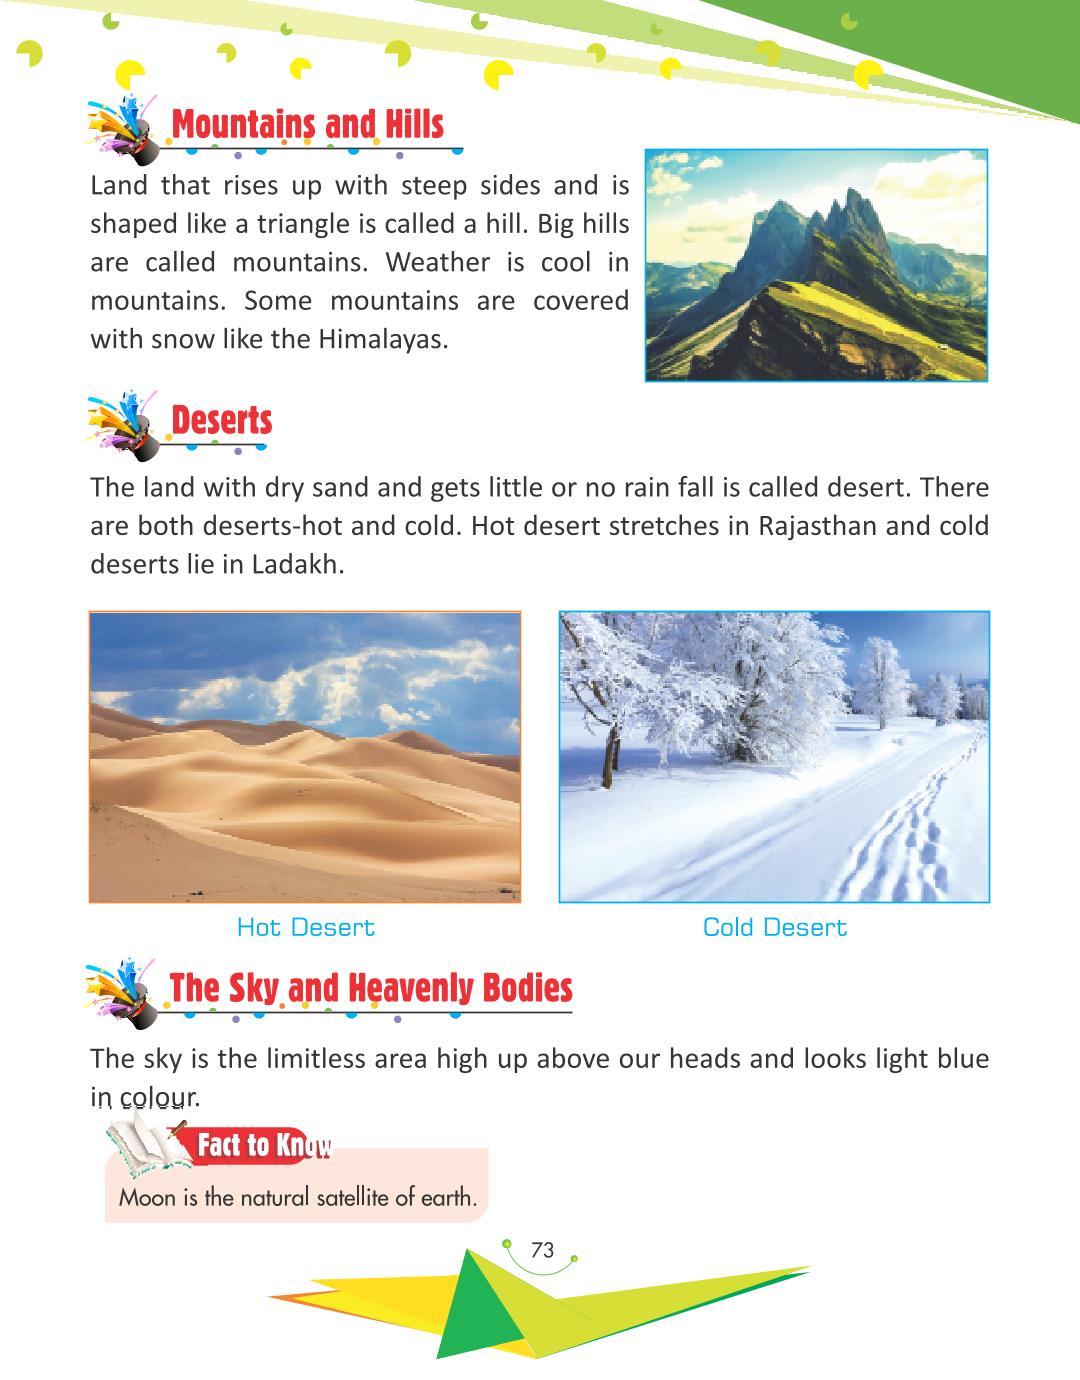 Mountains and Hills
Land that rises up with steep sides and is
shaped like a triangle is called a hill. Big hills
are called mountains. Weather is cool in
mountains. Some mountains are covered
with snow like the Himalayas.
Deserts
The land with dry sand and gets little or no rain fall is called desert. There
are both deserts-hot and cold. Hot desert stretches in Rajasthan and cold
deserts lie in Ladakh.
Hot Desert
Cold Desert
The Sky and Heavenly Bodies
The sky is the limitless area high up above our heads and looks light blue
in colour.
Fact to Know
Moon is the natural satellite of earth.
73